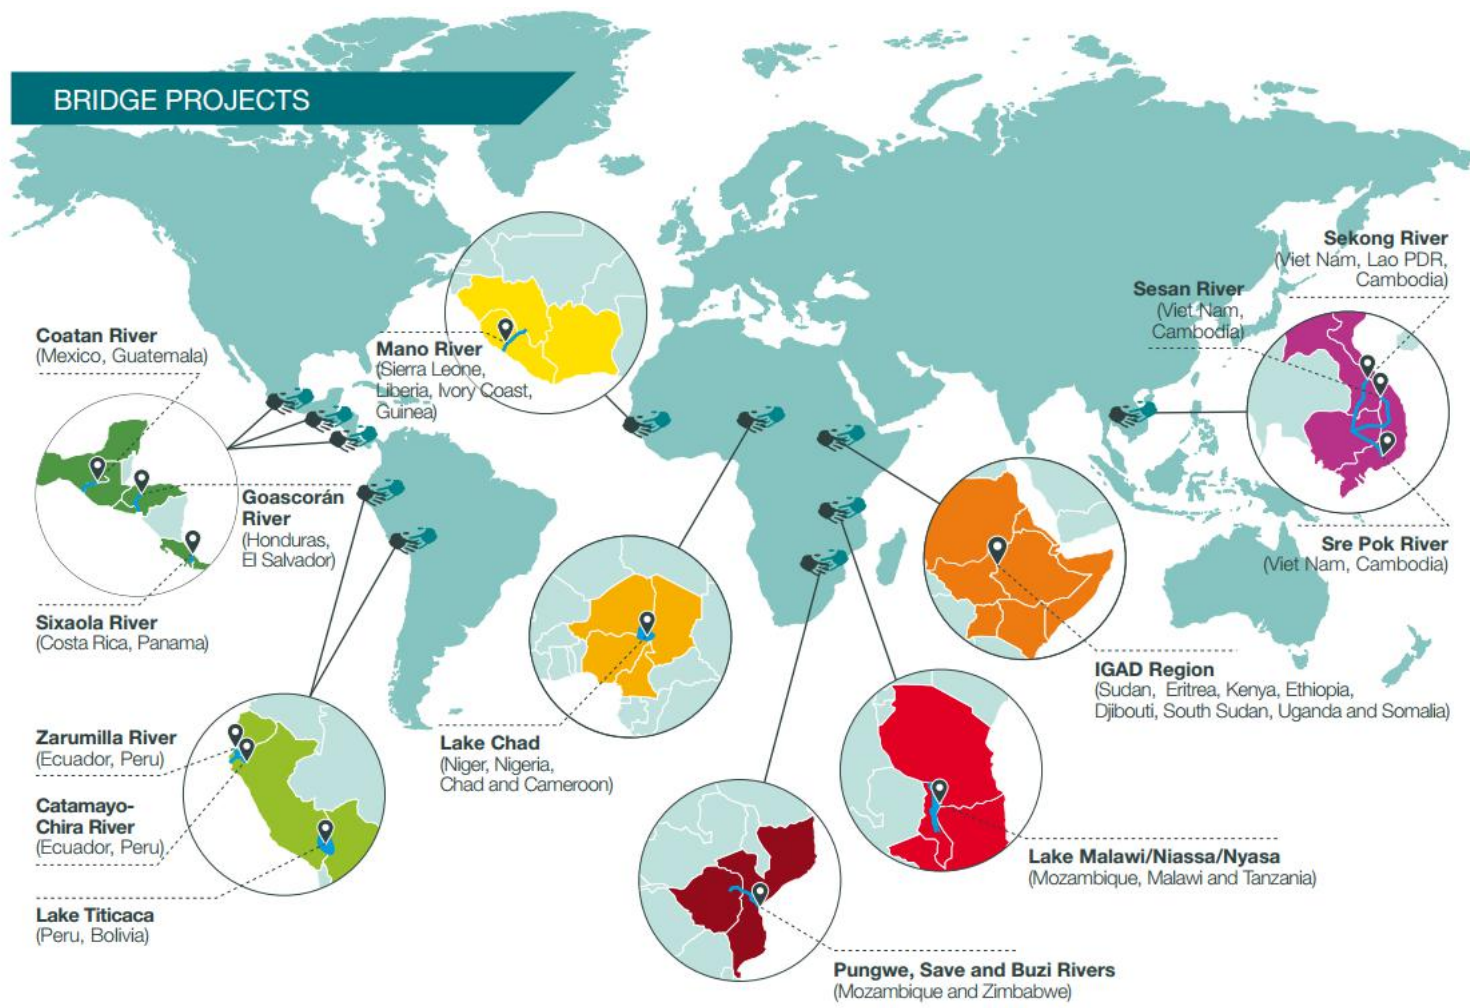 BRIDGE PROJECTS
Sekong River
(Viet Nam, Lao PDR,
Cambodia)
Sesan River
(Viet Nam,
Cambodia)
Coatan River
(Mexico, Guatemala)
Mano River
(Sierra Leone,
Liberia, Ivory Coast,
Guinea)
Goascorán
River
(Honduras,
El Salvador)
Sre Pok River
(Viet Nam, Cambodia)
Sixaola River
(Costa Rica, Panama)
IGAD Region
(Sudan, Eritrea, Kenya, Ethiopia,
Djibouti, South Sudan, Uganda and Somalia)
Zarumilla River
(Ecuador, Peru)
Lake Chad
(Niger, Nigeria,
Chad and Cameroon)
Catamayo-
Chira River
(Ecuador, Peru)
Lake Malawi/Niassa/Nyasa
(Mozambique, Malawi and Tanzania)
Lake Titicaca
(Peru, Bolivia)
Pungwe, Save and Buzi Rivers
(Mozambique and Zimbabwe)